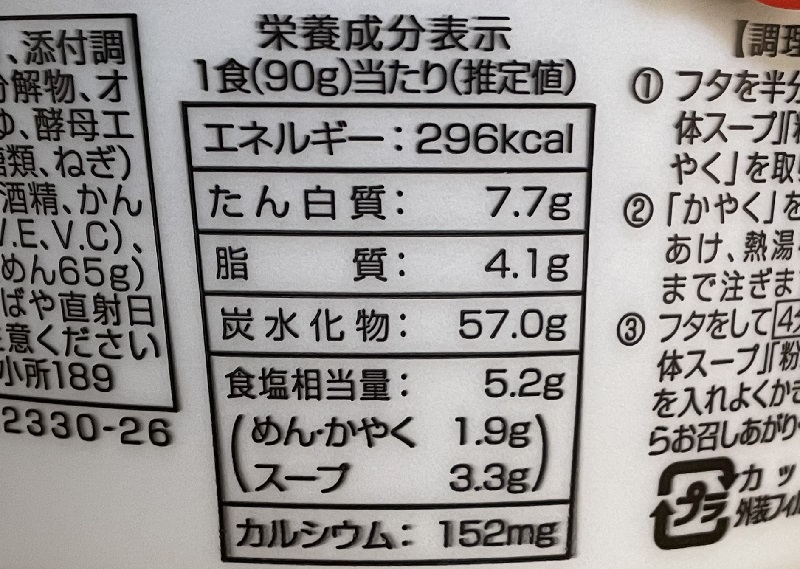 、添付調
分解物、オ
ゆ、酵母エ
糖類、ねぎ)
酒精、かん
V.E、V.C)、
めん65g)
ばや直射日
注意ください
小所189
2330-26
栄養成分表示
1食(90g)当たり(推定値)
エネルギー：296kcal
たん白質： 7.7g
脂質： 4.1g
炭水化物： 57.0g
食塩相当量： 5.2g
(めん・かやく 1.9g
スープ 3.3g)
カルシウム： 152mg
【調理
① フタを半分
体スープ」「粉
やく」を取
② 「かやく」を
あけ、熱湯
まで注ぎま
③ フタをして4分
体スープ」「粉
を入れよくかき
らお召しあがり
プラ
カッ
外装フィル